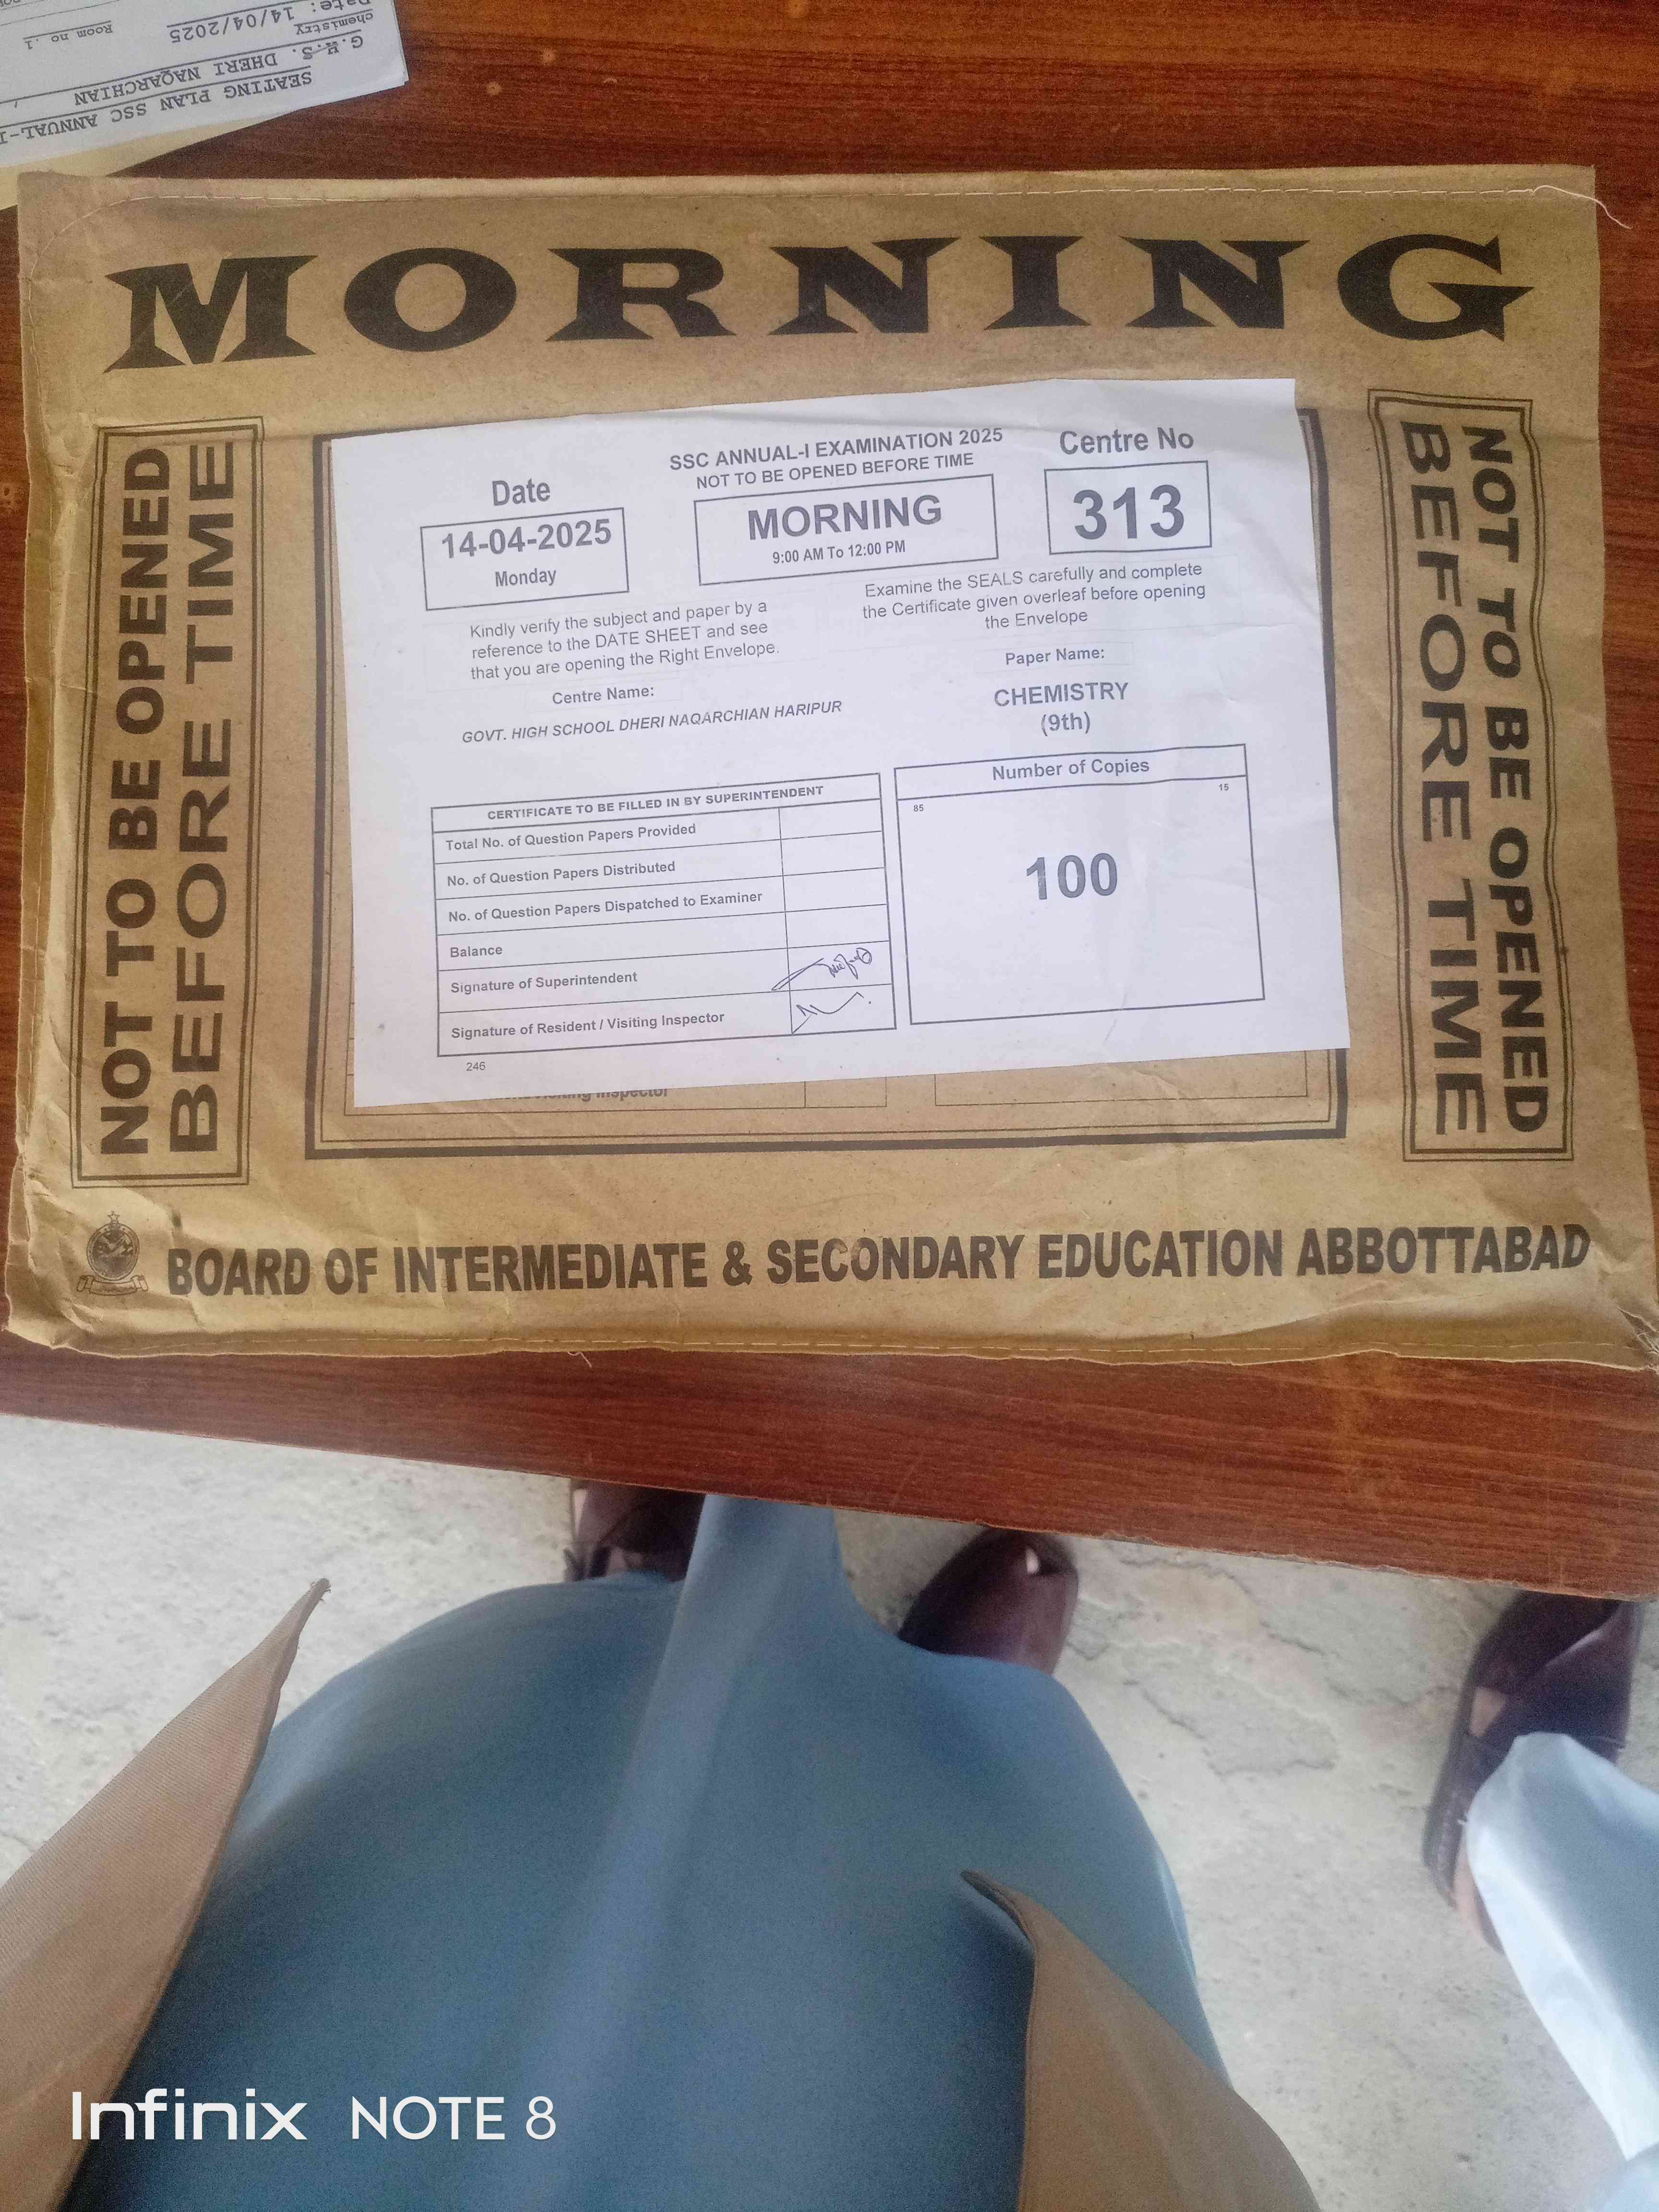 SEATING PLAN SSC ANNUAL-I
G.H.S. DHERI NAQARCHIAN
chemistry
Date: 14/04/2025 Room no .1
MORNING
NOT TO BE OPENED
BEFORE TIME
SSC ANNUAL-I EXAMINATION 2025
NOT TO BE OPENED BEFORE TIME
Date
14-04-2025
Monday
MORNING
9:00 AM To 12:00 PM
Centre No
313
Kindly verify the subject and paper by a
reference to the DATE SHEET and see
that you are opening the Right Envelope.
Examine the SEALS carefully and complete
the Certificate given overleaf before opening
the Envelope
Centre Name:
GOVT. HIGH SCHOOL DHERI NAQARCHIAN HARIPUR
Paper Name:
CHEMISTRY
(9th)
CERTIFICATE TO BE FILLED IN BY SUPERINTENDENT
Total No. of Question Papers Provided
No. of Question Papers Distributed
No. of Question Papers Dispatched to Examiner
Balance
Signature of Superintendent
Signature of Resident / Visiting Inspector
246
Number of Copies
85 15
100
Inspector
NOT TO BE OPENED
BEFORE TIME
BOARD OF INTERMEDIATE & SECONDARY EDUCATION ABBOTTABAD
Infinix NOTE 8